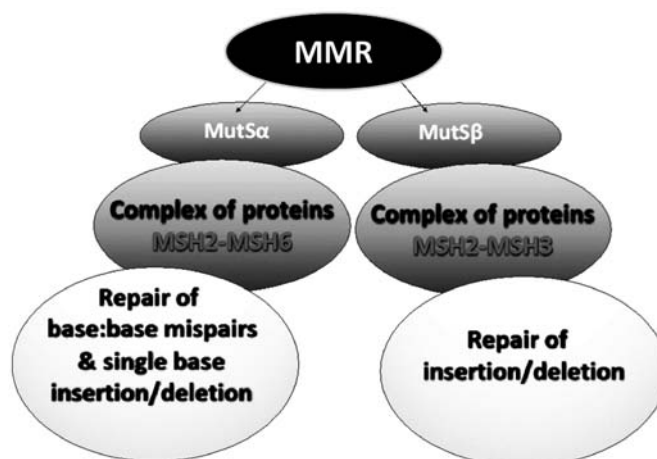 MMR
MutSα
MutSβ
Complex of proteins
MSH2-MSH6
Complex of proteins
MSH2-MSH3
Repair of
base:base mispairs
& single base
insertion/deletion
Repair of
insertion/deletion